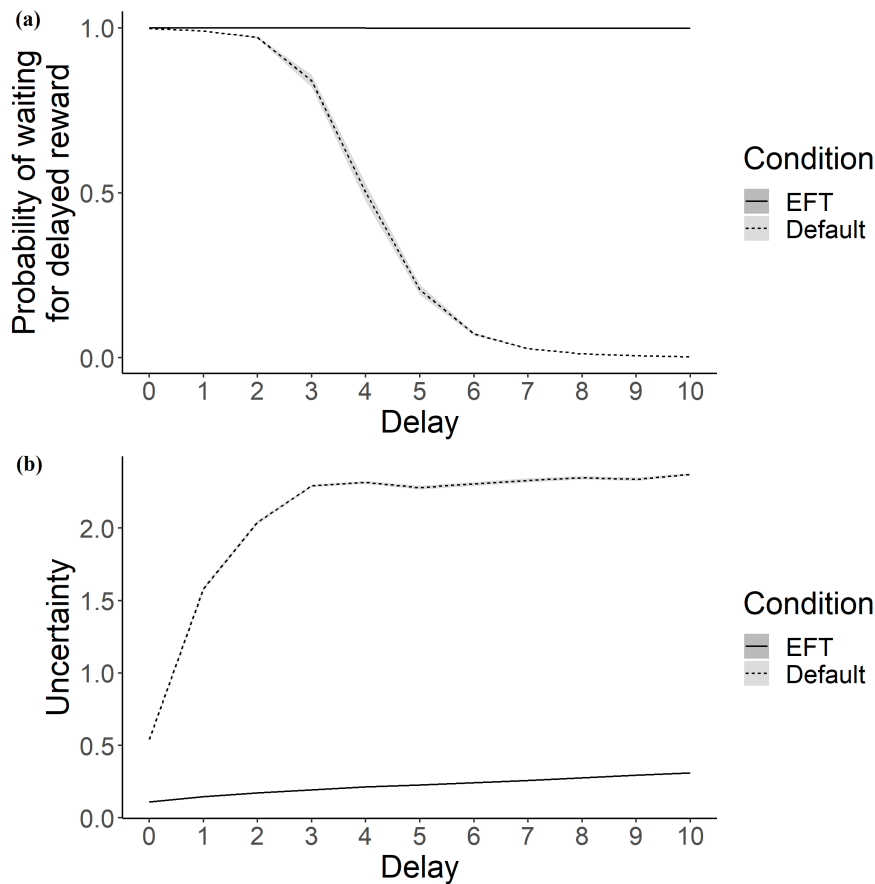 (a)
Probability of waiting
for delayed reward
1.0
0.5
0.0
0 1 2 3 4 5 6 7 8 9 10
Delay
Condition
EFT
Default
(b)
Uncertainty
2.0
1.5
1.0
0.5
0.0
0 1 2 3 4 5 6 7 8 9 10
Delay
Condition
EFT
Default